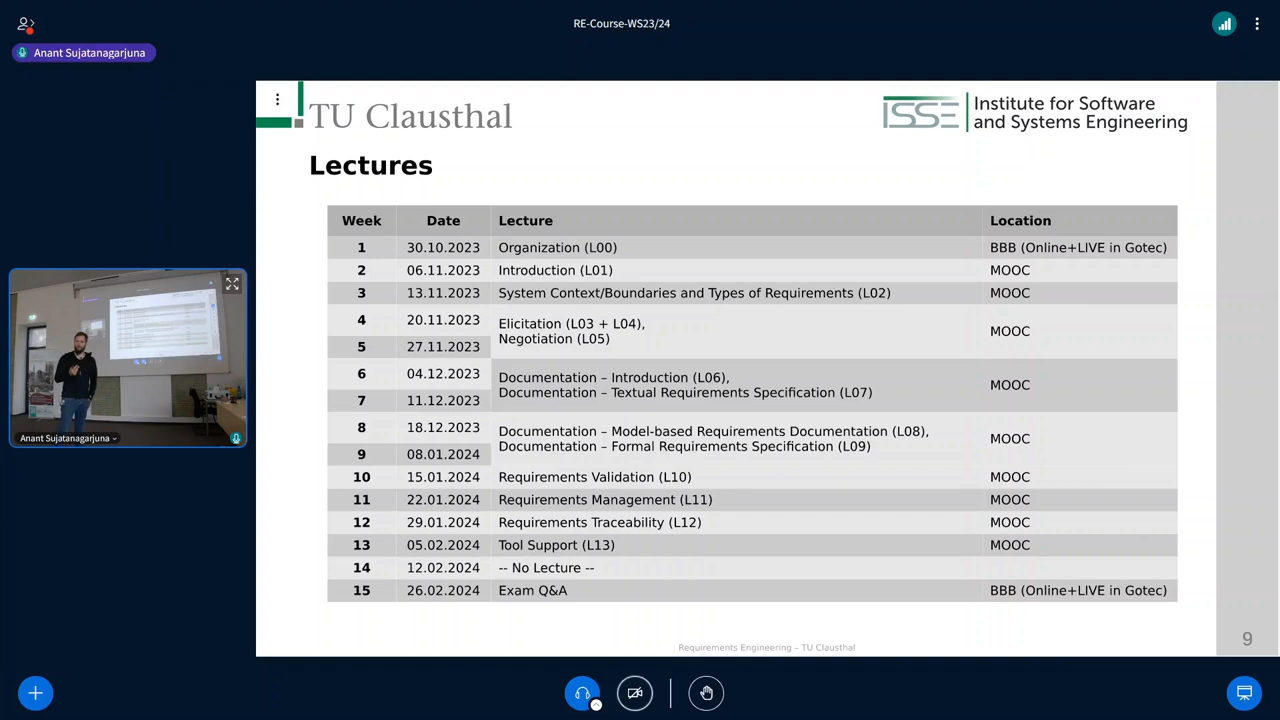 RE-Course-WS23/24
Anant Sujatanagarjuna
TU Clausthal
ISSE
Institute for Software
and Systems Engineering
Lectures
Week Date Lecture Location
1 30.10.2023 Organization (L00) BBB (Online+LIVE in Gotec)
2 06.11.2023 Introduction (L01) MOOC
3 13.11.2023 System Context/Boundaries and Types of Requirements (L02) MOOC
4 20.11.2023 Elicitation (L03 + L04),
5 27.11.2023 Negotiation (L05) MOOC
6 04.12.2023 Documentation – Introduction (L06),
7 11.12.2023 Documentation – Textual Requirements Specification (L07) MOOC
8 18.12.2023 Documentation – Model-based Requirements Documentation (L08),
9 08.01.2024 Documentation – Formal Requirements Specification (L09) MOOC
10 15.01.2024 Requirements Validation (L10) MOOC
11 22.01.2024 Requirements Management (L11) MOOC
12 29.01.2024 Requirements Traceability (L12) MOOC
13 05.02.2024 Tool Support (L13) MOOC
14 12.02.2024 -- No Lecture --
15 26.02.2024 Exam Q&A BBB (Online+LIVE in Gotec)
Anant Sujatanagarjuna
Requirements Engineering – TU Clausthal
9